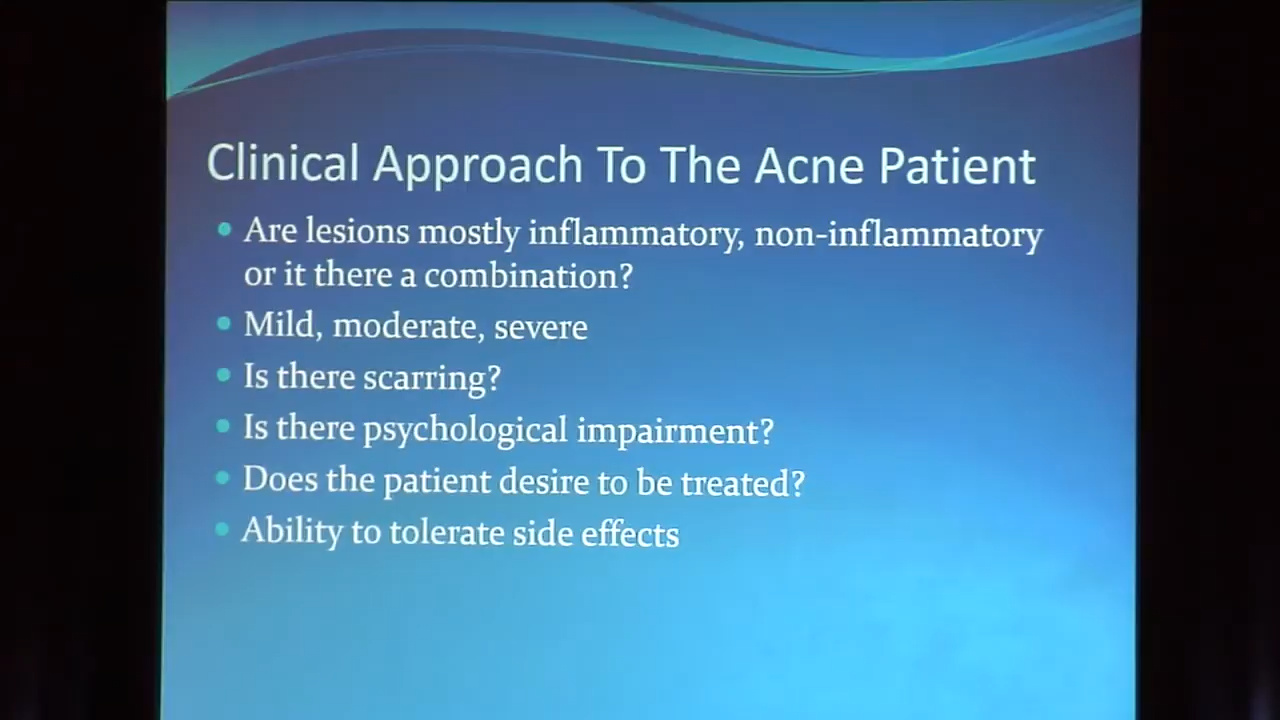 Clinical Approach To The Acne Patient
Are lesions mostly inflammatory, non-inflammatory
or it there a combination?
Mild, moderate, severe
Is there scarring?
Is there psychological impairment?
Does the patient desire to be treated?
Ability to tolerate side effects